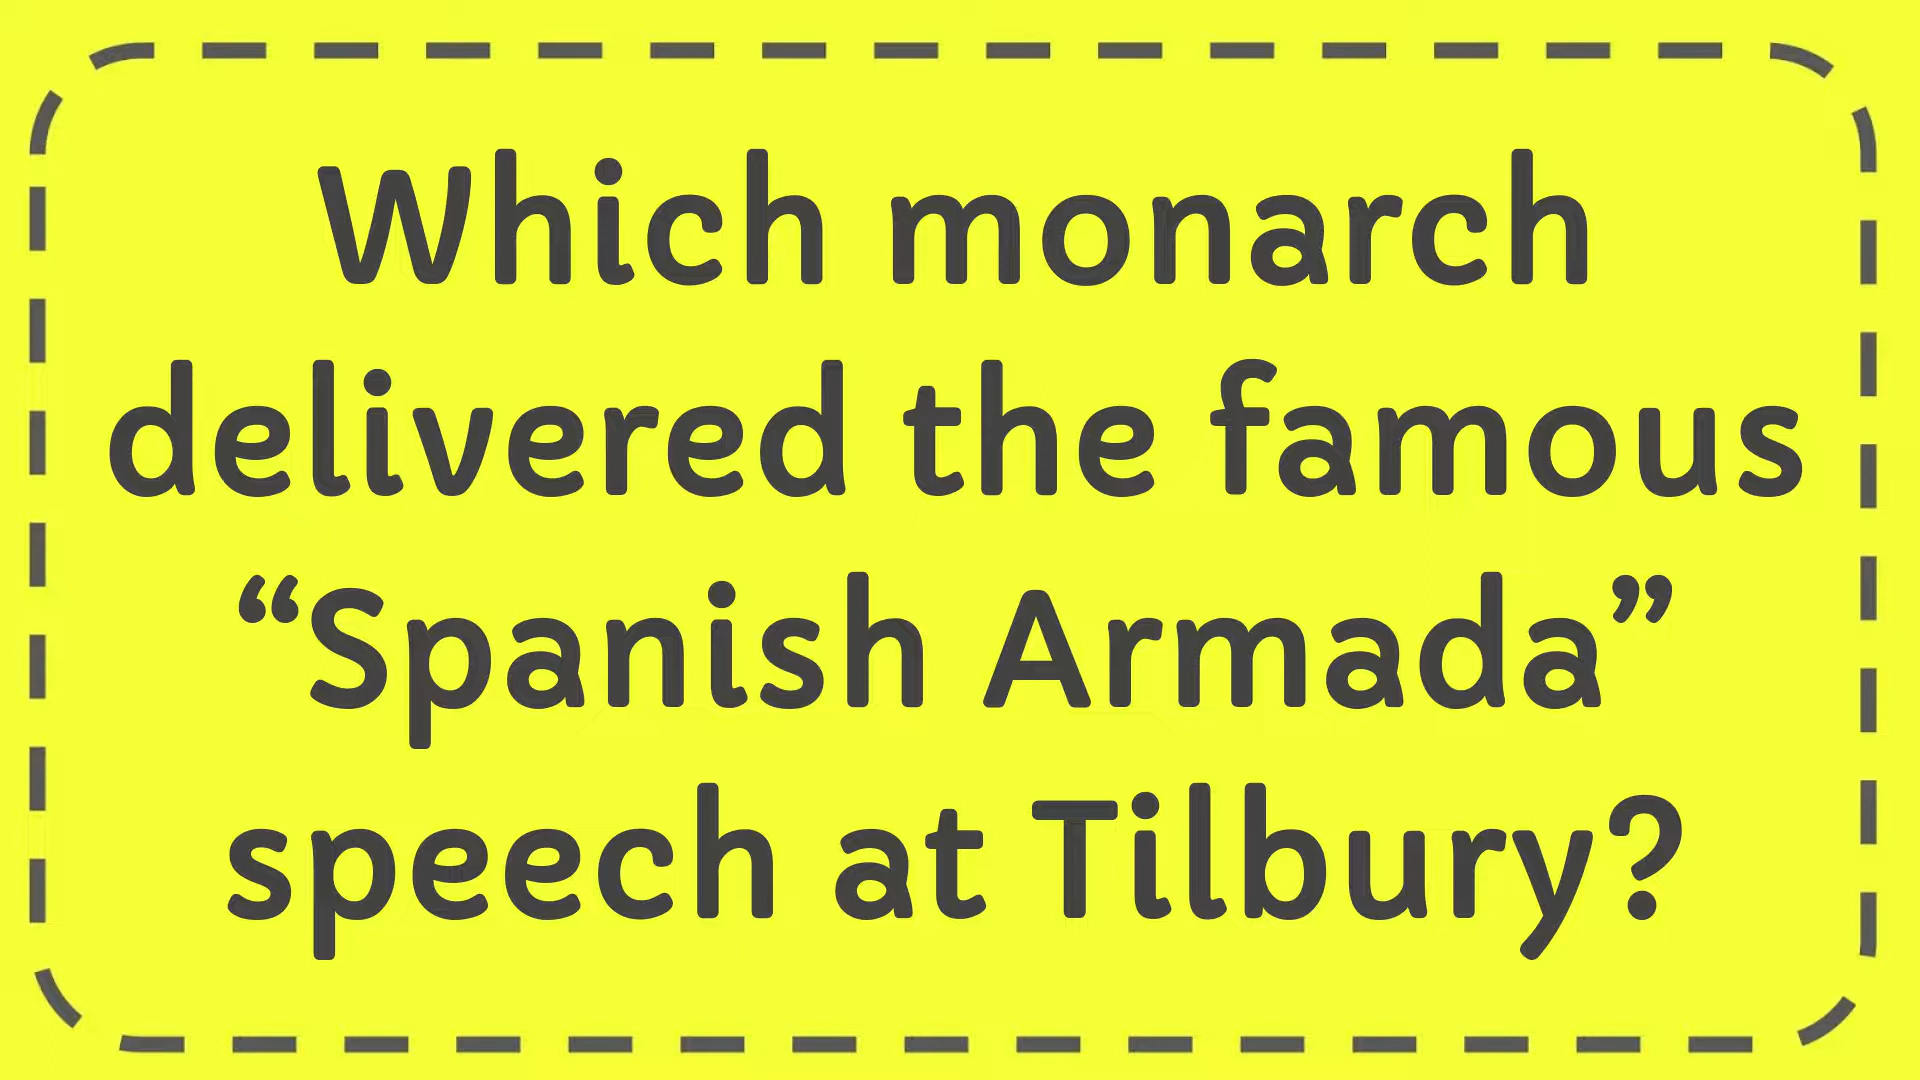 Which monarch
delivered the famous
“Spanish Armada”
speech at Tilbury?